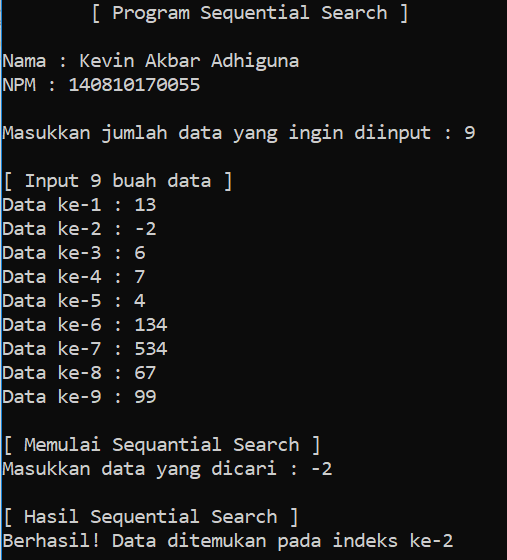 [ Program Sequential Search ]
Nama : Kevin Akbar Adhiguna
NPM : 140810170055
Masukkan jumlah data yang ingin diinput : 9
[ Input 9 buah data ]
Data ke-1 : 13
Data ke-2 : -2
Data ke-3 : 6
Data ke-4 : 7
Data ke-5 : 4
Data ke-6 : 134
Data ke-7 : 534
Data ke-8 : 67
Data ke-9 : 99
[ Memulai Sequantial Search ]
Masukkan data yang dicari : -2
[ Hasil Sequential Search ]
Berhasil! Data ditemukan pada indeks ke-2